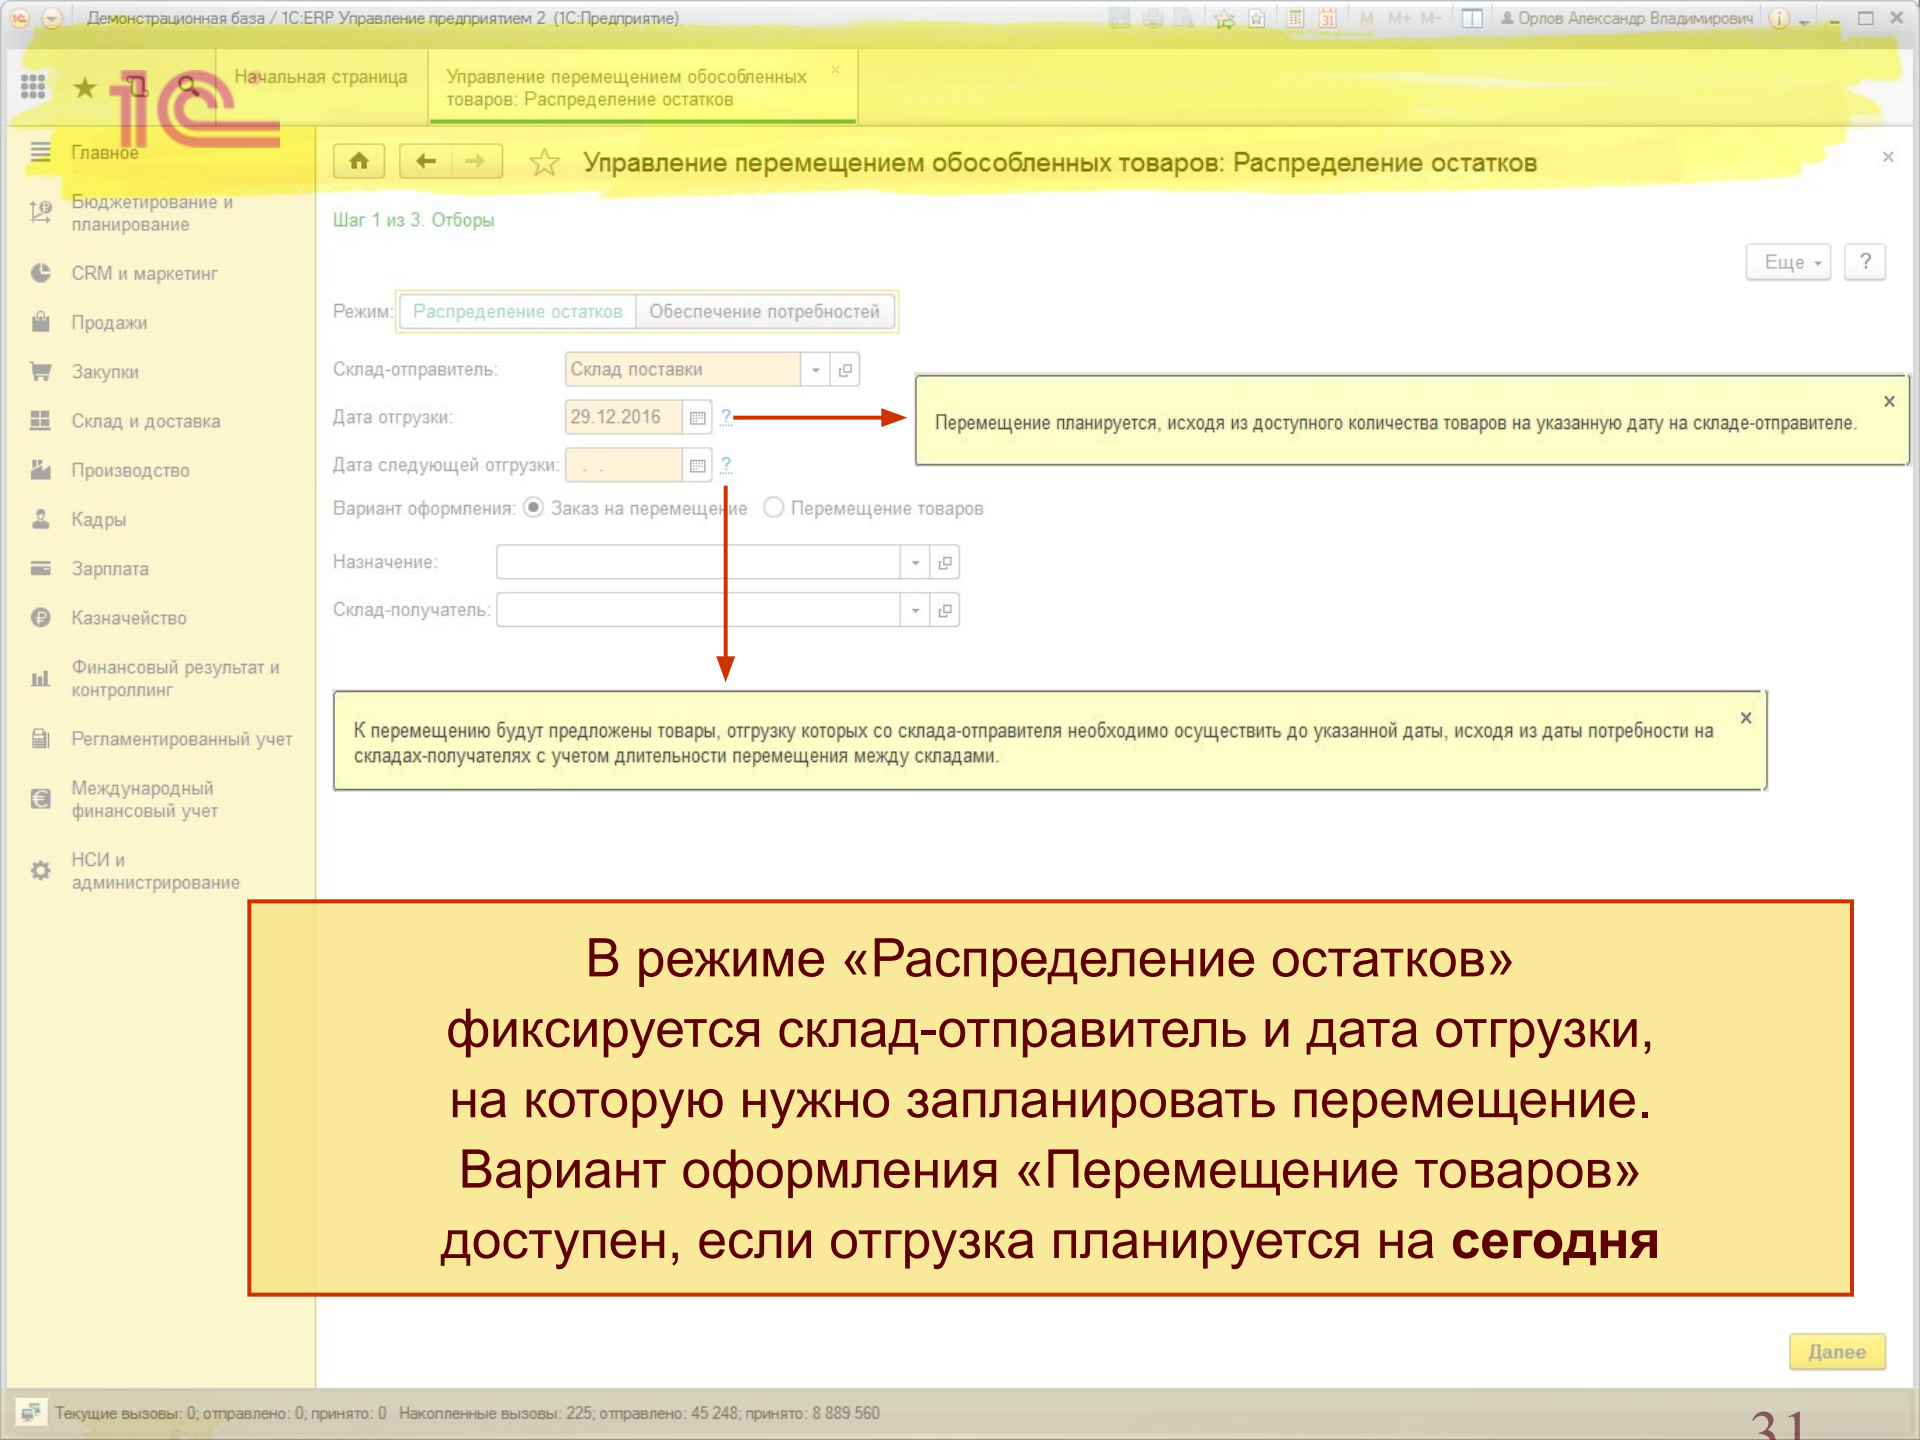 Демонстрационная база / 1С:ERP Управление предприятием 2 (1С:Предприятие)
M M+ M-
Орлов Александр Владимирович
1С
Начальная страница
Управление перемещением обособленных
товаров: Распределение остатков
Главное
Бюджетирование и
планирование
CRM и маркетинг
Продажи
Закупки
Склад и доставка
Производство
Кадры
Зарплата
Казначейство
Финансовый результат и
контроллинг
Регламентированный учет
Международный
финансовый учет
НСИ и
администрирование
Управление перемещением обособленных товаров: Распределение остатков
Шаг 1 из 3. Отборы
Еще ?
Режим: Распределение остатков Обеспечение потребностей
Склад-отправитель: Склад поставки
Дата отгрузки: 29.12.2016 ?
Перемещение планируется, исходя из доступного количества товаров на указанную дату на складе-отправителе.
Дата следующей отгрузки: . . ?
Вариант оформления: Заказ на перемещение Перемещение товаров
Назначение:
Склад-получатель:
К перемещению будут предложены товары, отгрузку которых со склада-отправителя необходимо осуществить до указанной даты, исходя из даты потребности на
складах-получателях с учетом длительности перемещения между складами.
В режиме «Распределение остатков»
фиксируется склад-отправитель и дата отгрузки,
на которую нужно запланировать перемещение.
Вариант оформления «Перемещение товаров»
доступен, если отгрузка планируется на сегодня
Далее
Текущие вызовы: 0; отправлено: 0; принято: 0 Накопленные вызовы: 225; отправлено: 45 248; принято: 8 889 560
31